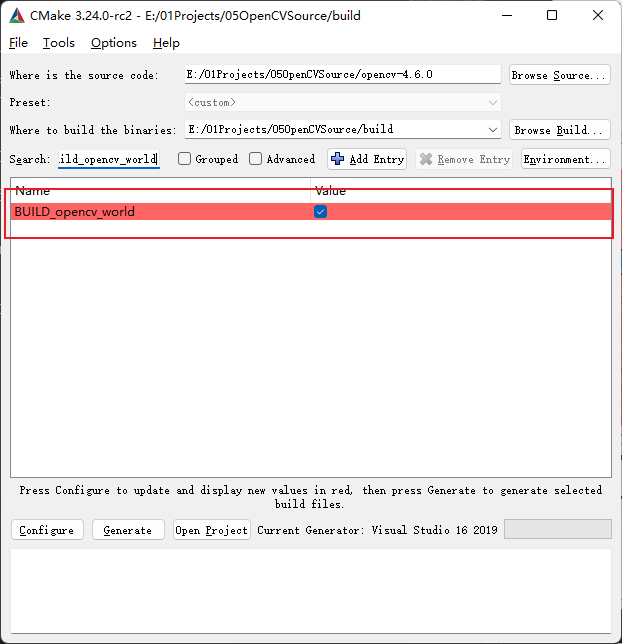 CMake 3.24.0-rc2 - E:/01Projects/05OpenCVSource/build
File Tools Options Help
Where is the source code: E:/01Projects/05OpenCVSource/opencv-4.6.0 Browse Source...
Preset: <custom>
Where to build the binaries: E:/01Projects/05OpenCVSource/build Browse Build...
Search: ild_opencv_world Grouped Advanced Add Entry Remove Entry Environment...
Name Value
BUILD_opencv_world
Press Configure to update and display new values in red, then press Generate to generate selected
build files.
Configure Generate Open Project Current Generator: Visual Studio 16 2019